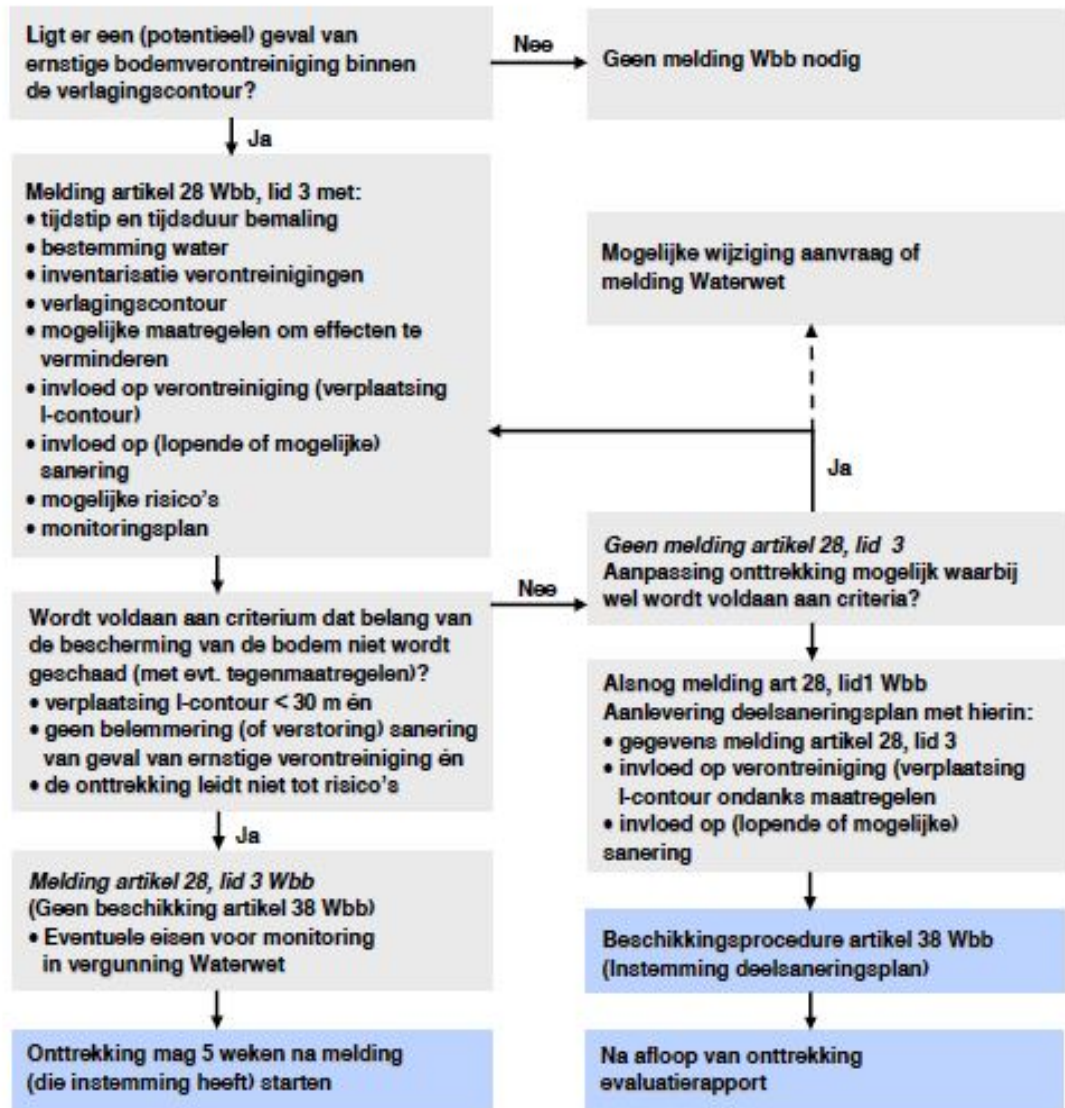 Ligt er een (potentieel) geval van
ernstige bodemverontreiniging binnen
de verlagingscontour?
Nee
Geen melding Wbb nodig
Ja
Melding artikel 28 Wbb, lid 3 met:
• tijdstip en tijdsduur bemaling
• bestemming water
• inventarisatie verontreinigingen
• verlagingscontour
• mogelijke maatregelen om effecten te
verminderen
• invloed op verontreiniging (verplaatsing
I-contour)
• invloed op (lopende of mogelijke)
sanering
• mogelijke risico's
• monitoringsplan
Mogelijke wijziging aanvraag of
melding Waterwet
Ja
Geen melding artikel 28, lid 3
Aanpassing onttrekking mogelijk waarbij
wel wordt voldaan aan criteria?
Nee
Wordt voldaan aan criterium dat belang van
de bescherming van de bodem niet wordt
geschaad (met evt. tegenmaatregelen)?
• verplaatsing I-contour < 30 m én
• geen belemmering (of verstoring) sanering
van geval van ernstige verontreiniging én
• de onttrekking leidt niet tot risico's
Alsnog melding art 28, lid1 Wbb
Aanlevering deelsaneringsplan met hierin:
• gegevens melding artikel 28, lid 3
• invloed op verontreiniging (verplaatsing
I-contour ondanks maatregelen
• invloed op (lopende of mogelijke)
sanering
Ja
Melding artikel 28, lid 3 Wbb
(Geen beschikking artikel 38 Wbb)
• Eventuele eisen voor monitoring
in vergunning Waterwet
Beschikkingsprocedure artikel 38 Wbb
(Instemming deelsaneringsplan)
Onttrekking mag 5 weken na melding
(die instemming heeft) starten
Na afloop van onttrekking
evaluatierapport